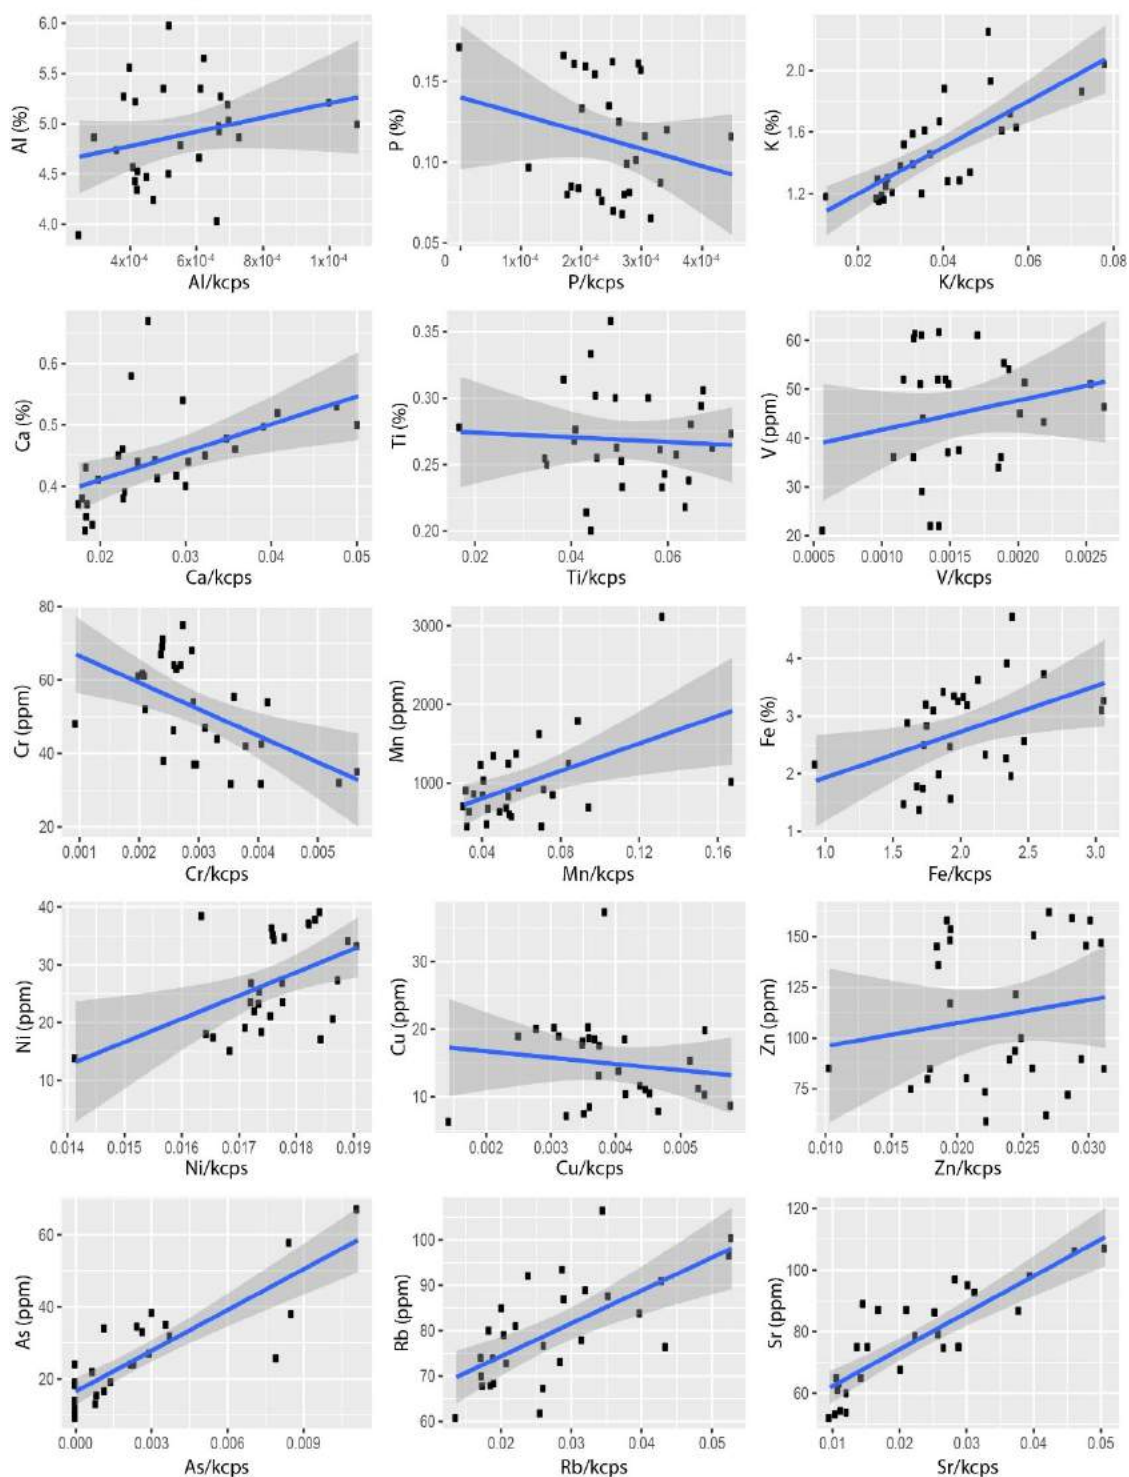 6.0
5.5
5.0
4.5
4.0
Al (%)
4x10⁻⁴ 6x10⁻⁴ 8x10⁻⁴ 1x10⁻⁴
Al/kcps
0.15
0.10
0.05
P (%)
0 1x10⁻⁴ 2x10⁻⁴ 3x10⁻⁴ 4x10⁻⁴
P/kcps
2.0
1.6
1.2
K (%)
0.02 0.04 0.06 0.08
K/kcps
0.6
0.5
0.4
Ca (%)
0.02 0.03 0.04 0.05
Ca/kcps
0.35
0.30
0.25
0.20
Ti (%)
0.02 0.04 0.06
Ti/kcps
60
50
40
30
20
V (ppm)
0.0005 0.0010 0.0015 0.0020 0.0025
V/kcps
80
60
40
20
Cr (ppm)
0.001 0.002 0.003 0.004 0.005
Cr/kcps
3000
2000
1000
Mn (ppm)
0.04 0.08 0.12 0.16
Mn/kcps
4
3
2
1
Fe (%)
1.0 1.5 2.0 2.5 3.0
Fe/kcps
40
30
20
10
Ni (ppm)
0.014 0.015 0.016 0.017 0.018 0.019
Ni/kcps
30
20
10
Cu (ppm)
0.002 0.003 0.004 0.005
Cu/kcps
150
125
100
75
Zn (ppm)
0.010 0.015 0.020 0.025 0.030
Zn/kcps
60
40
20
As (ppm)
0.000 0.003 0.006 0.009
As/kcps
100
90
80
70
60
Rb (ppm)
0.02 0.03 0.04 0.05
Rb/kcps
120
100
80
60
Sr (ppm)
0.01 0.02 0.03 0.04 0.05
Sr/kcps